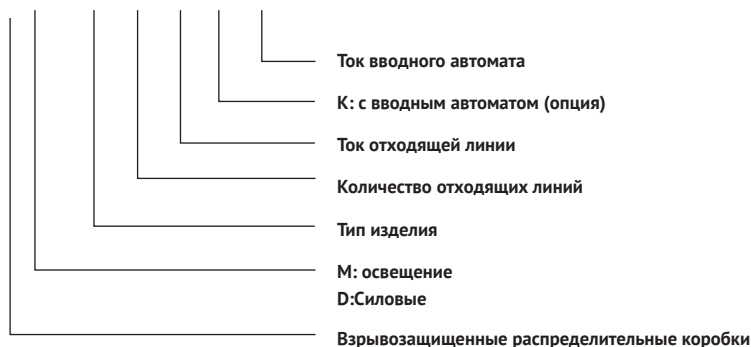 Ток вводного автомата
К: с вводным автоматом (опция)
Ток отходящей линии
Количество отходящих линий
Тип изделия
М: освещение
D:Силовые
Взрывозащищенные распределительные коробки